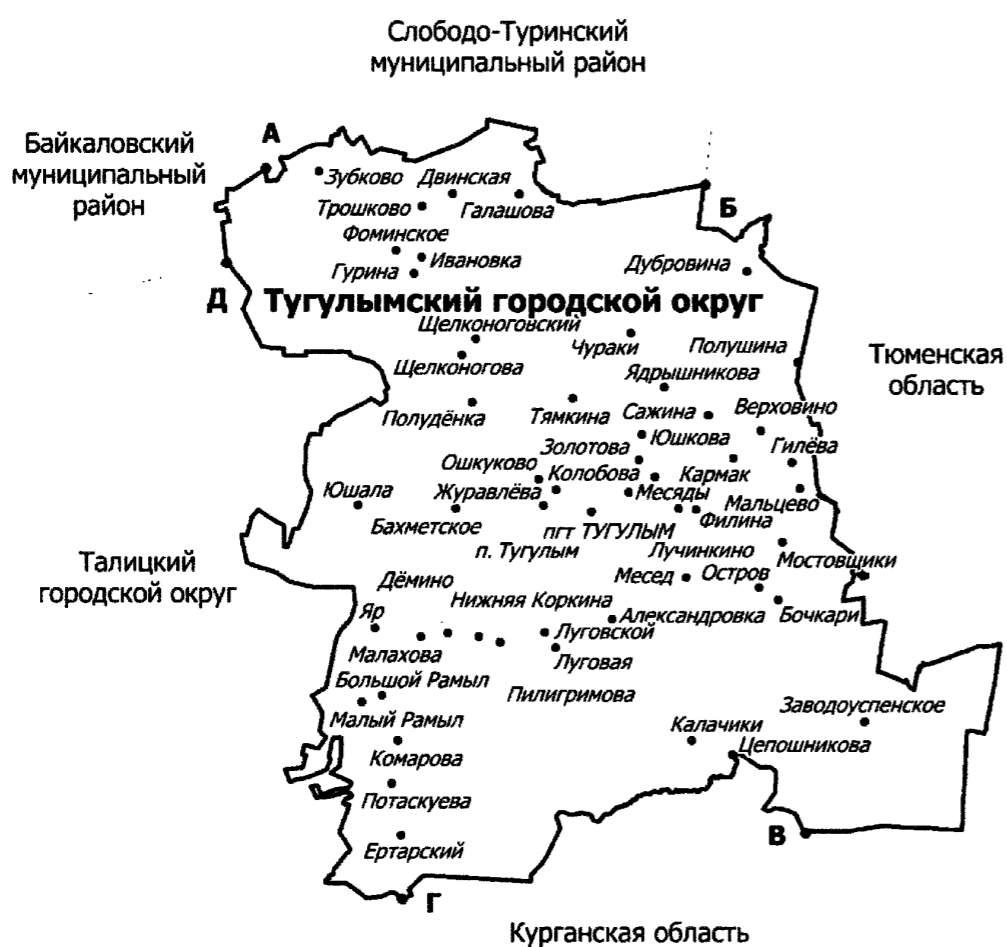 Слободо-Туринский
муниципальный район
А
Байкаловский
муниципальный
район
Зубково
Двинская
Трошково
Галашова
Б
Фоминское
Ивановка
Гурина
Дубровина
Д
Тугулымский городской округ
Щелконоговский
Чураки
Полушина
Щелконогова
Ядрышникова
Тюменская
область
Полудёнка
Тямкина
Сажина
Верховино
Золотова
Юшкова
Гилёва
Ошкуково
Колобова
Кармак
Юшала
Журавлёва
Месяды
Мальцево
Бахметское
пгт ТУГУЛЫМ
Филина
п. Тугулым
Лучинкино
Мостовщики
Талицкий
городской округ
Дёмино
Месед
Остров
Нижняя Коркина
Яр
Александровка
Бочкари
Малахова
Луговской
Луговая
Большой Рамыл
Пилигримова
Заводоуспенское
Малый Рамыл
Калачики
Цепошникова
Комарова
Потаскуева
В
Ертарский
Г
Курганская область